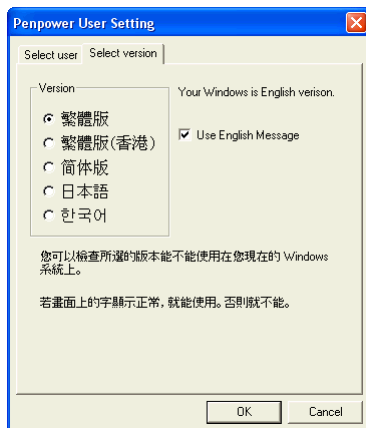 Penpower User Setting
Select user
Select version
Version
繁體版
繁體版(香港)
简体版
日本語
한국어
Your Windows is English verison.
Use English Message
您可以檢查所選的版本能不能使用在您現在的 Windows
系統上。
若畫面上的字顯示正常,就能使用。否則就不能。
OK
Cancel